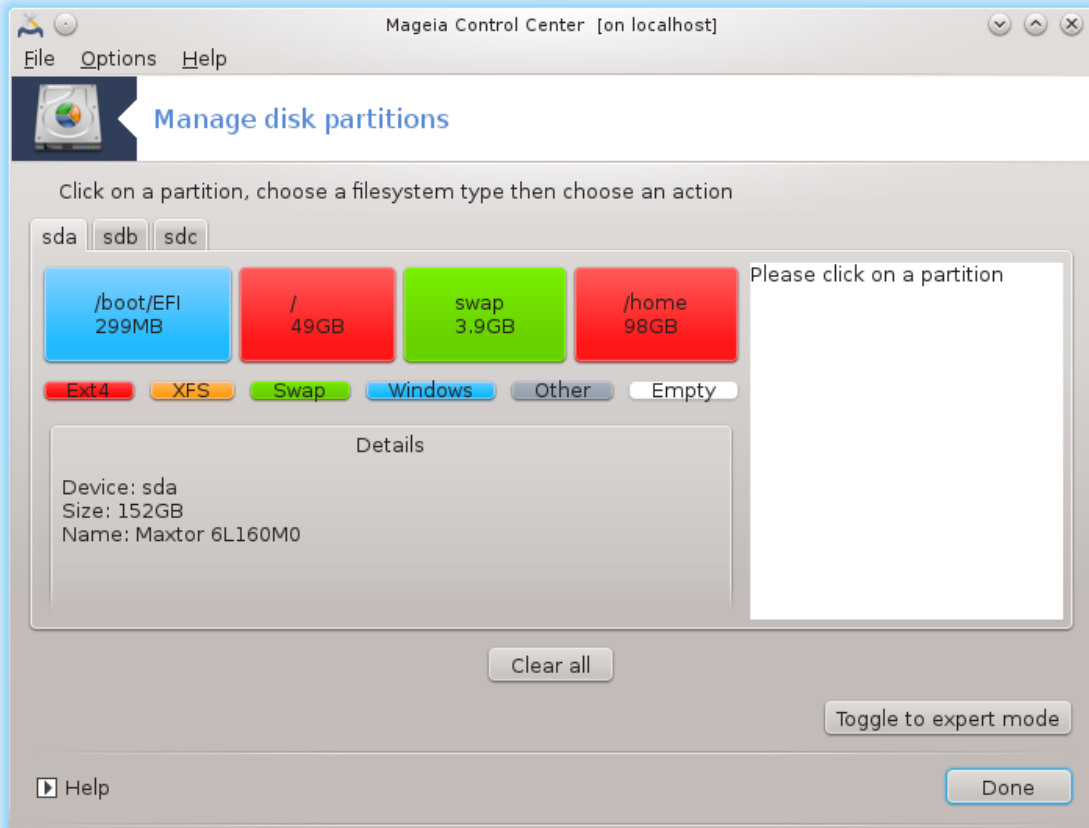 Mageia Control Center [on localhost]
File Options Help
Manage disk partitions
Click on a partition, choose a filesystem type then choose an action
sda sdb sdc
/boot/EFI
299MB
/
49GB
swap
3.9GB
/home
98GB
Please click on a partition
Ext4 XFS Swap Windows Other Empty
Details
Device: sda
Size: 152GB
Name: Maxtor 6L160M0
Clear all
Toggle to expert mode
Help
Done